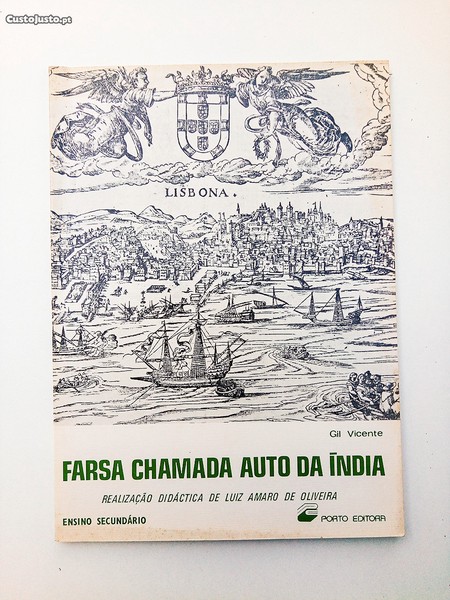 CustoJusto.pt
LISBONA.
Gil Vicente
FARSA CHAMADA AUTO DA ÍNDIA
REALIZAÇÃO DIDÁCTICA DE LUIZ AMARO DE OLIVEIRA
ENSINO SECUNDÁRIO
PORTO EDITORA